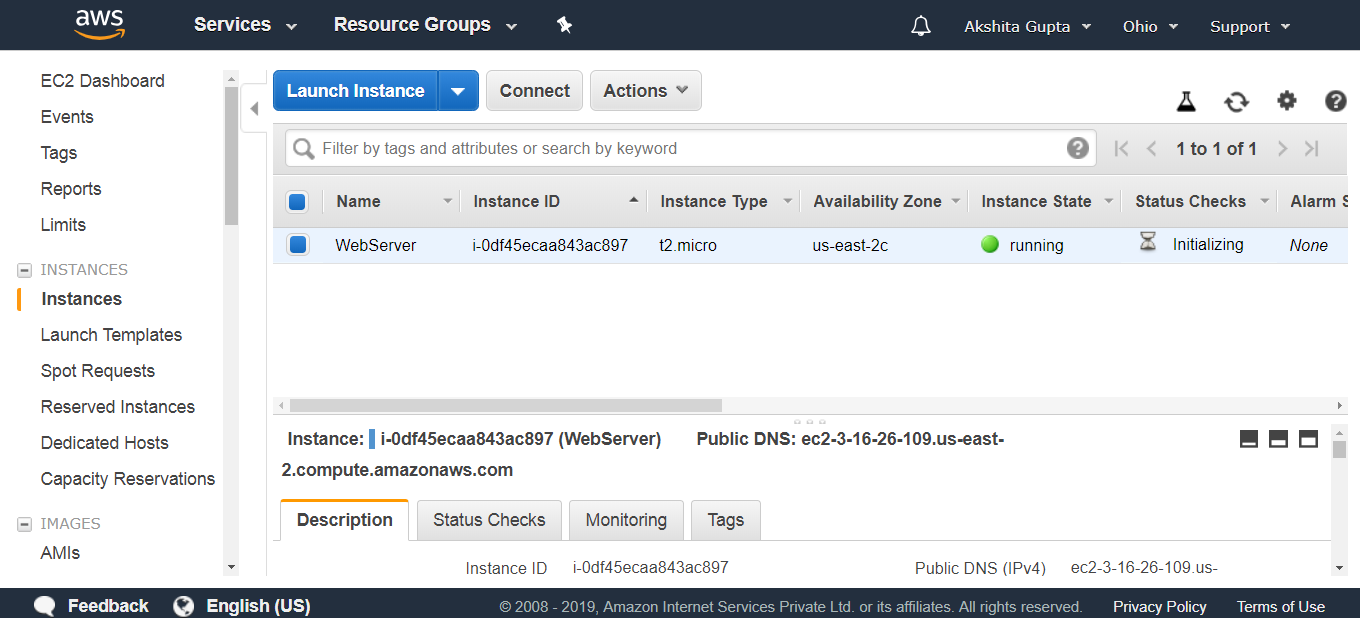 aws Services Resource Groups Akshita Gupta Ohio Support
EC2 Dashboard
Events
Tags
Reports
Limits
INSTANCES
Instances
Launch Templates
Spot Requests
Reserved Instances
Dedicated Hosts
Capacity Reservations
IMAGES
AMIs
Launch Instance Connect Actions
Filter by tags and attributes or search by keyword ? 1 to 1 of 1
Name Instance ID Instance Type Availability Zone Instance State Status Checks Alarm S
WebServer i-0df45ecaa843ac897 t2.micro us-east-2c running Initializing None
Instance: i-0df45ecaa843ac897 (WebServer) Public DNS: ec2-3-16-26-109.us-east-
2.compute.amazonaws.com
Description Status Checks Monitoring Tags
Instance ID i-0df45ecaa843ac897 Public DNS (IPv4) ec2-3-16-26-109.us-
Feedback English (US) © 2008 - 2019, Amazon Internet Services Private Ltd. or its affiliates. All rights reserved. Privacy Policy Terms of Use